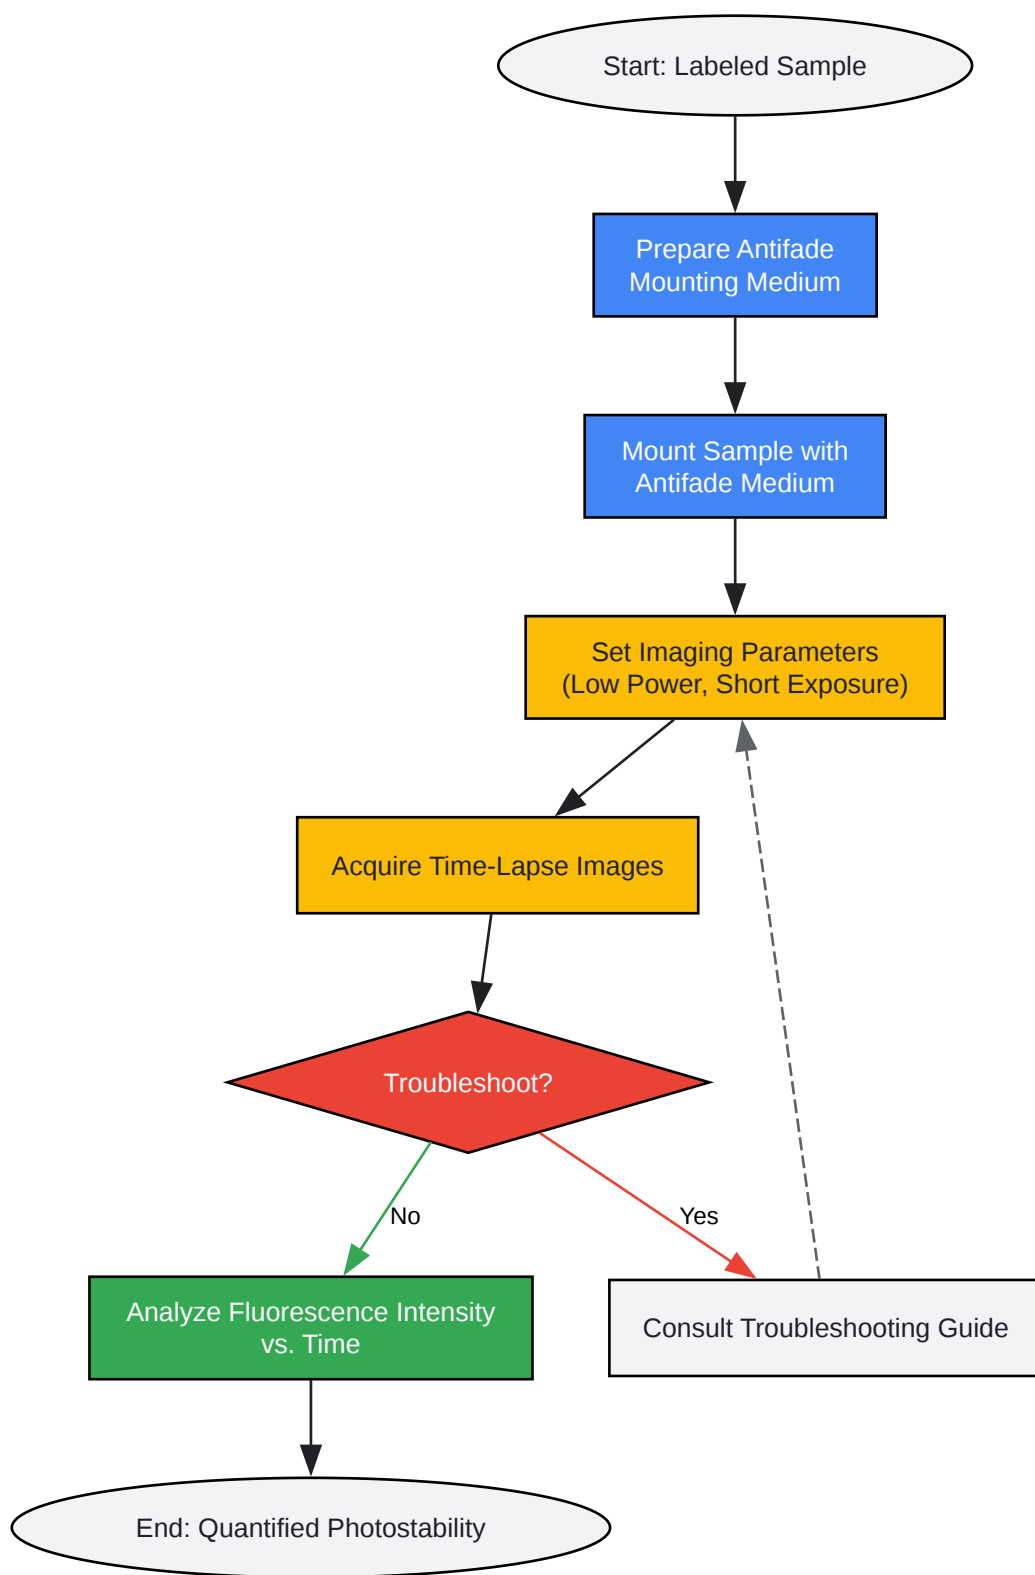 Start: Labeled Sample
Prepare Antifade
Mounting Medium
Mount Sample with
Antifade Medium
Set Imaging Parameters
(Low Power, Short Exposure)
Acquire Time-Lapse Images
Troubleshoot?
No
Yes
Analyze Fluorescence Intensity
vs. Time
Consult Troubleshooting Guide
End: Quantified Photostability